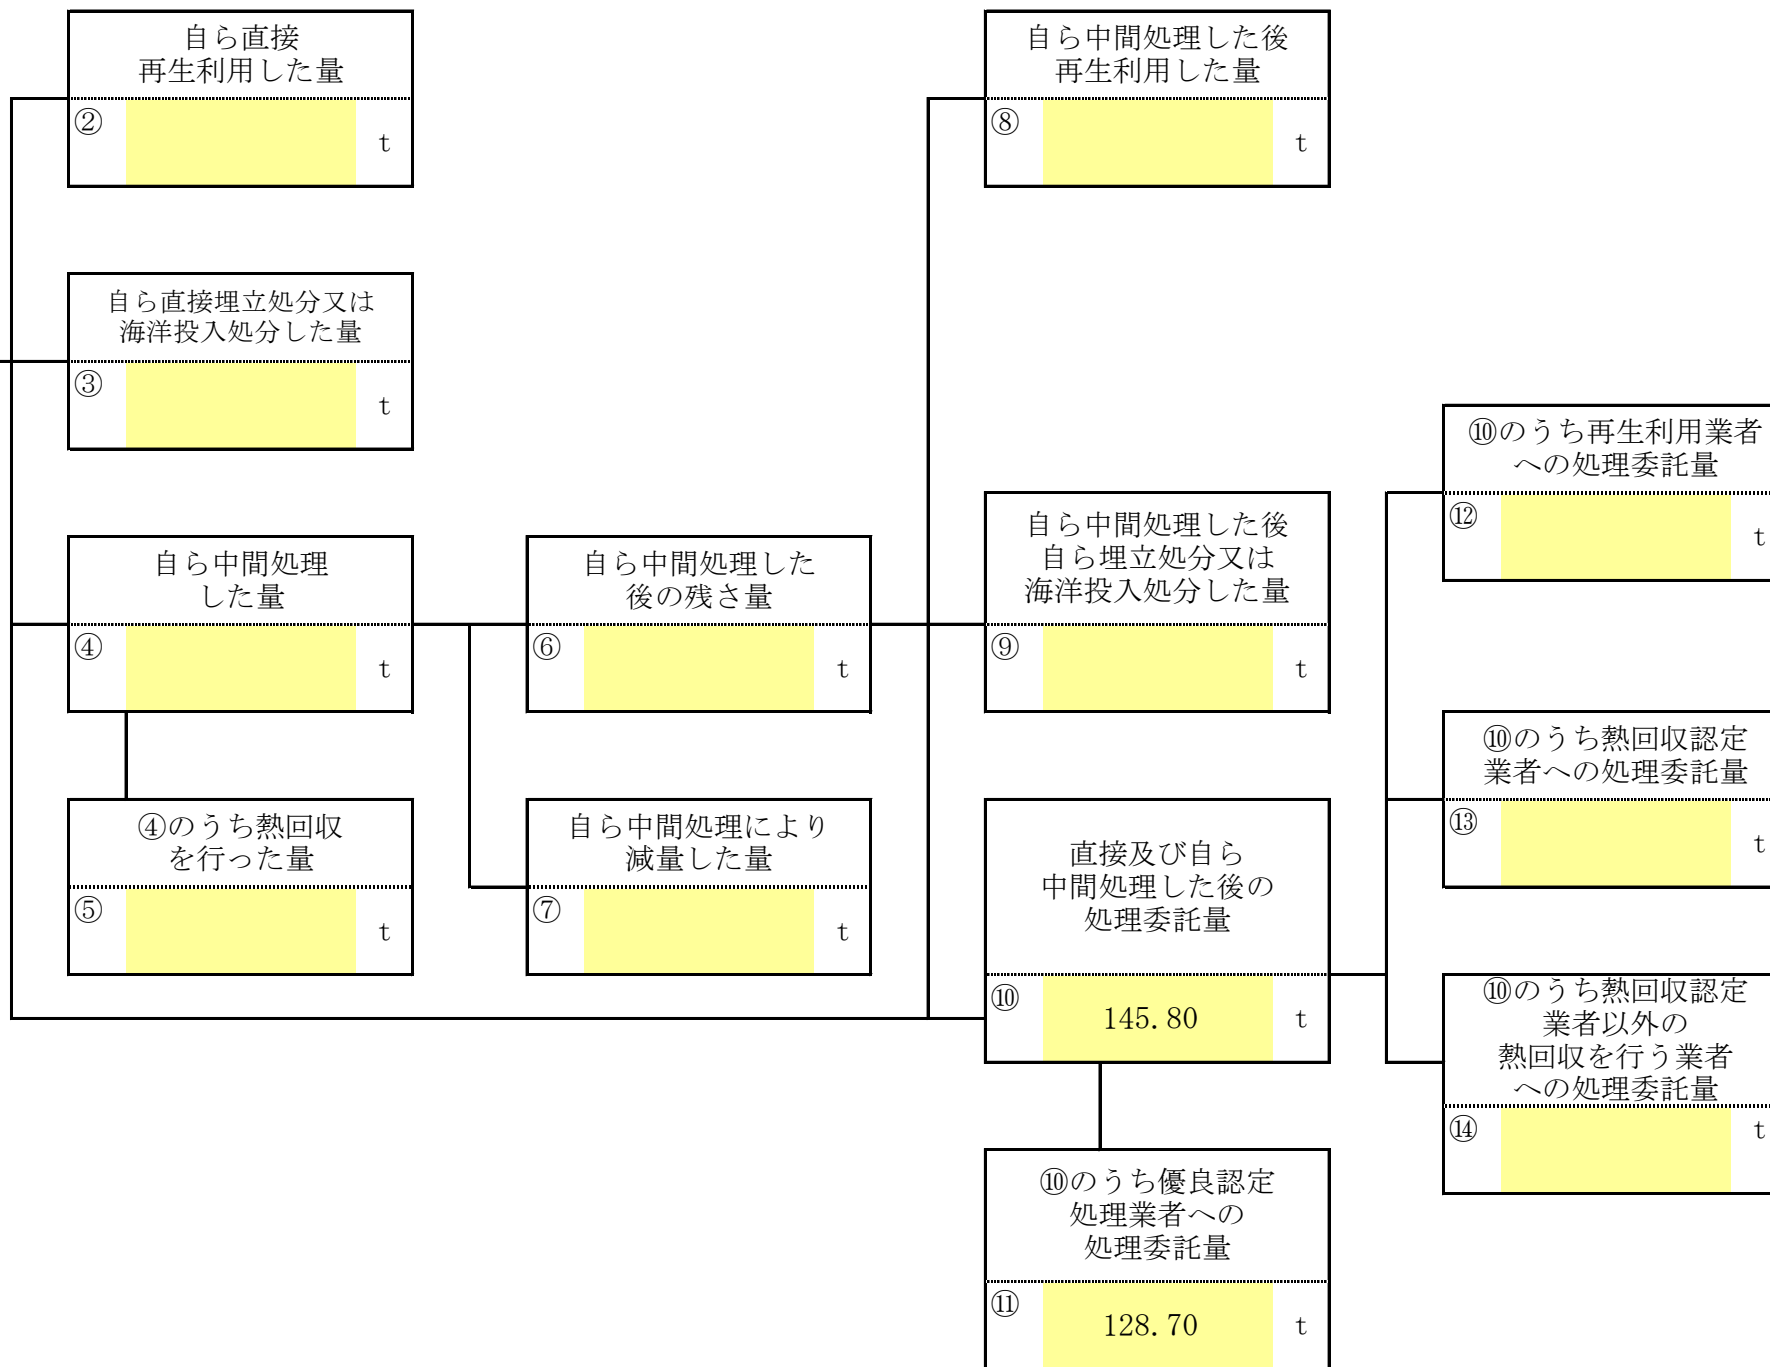 自ら直接
再生利用した量
②
t
自ら直接埋立処分又は
海洋投入処分した量
③
t
自ら中間処理
した量
④
t
④のうち熱回収
を行った量
⑤
t
自ら中間処理した
後の残さ量
⑥
t
自ら中間処理により
減量した量
⑦
t
自ら中間処理した後
再生利用した量
⑧
t
自ら中間処理した後
自ら埋立処分又は
海洋投入処分した量
⑨
t
直接及び自ら
中間処理した後の
処理委託量
⑩ 145.80 t
⑩のうち優良認定
処理業者への
処理委託量
⑪ 128.70 t
⑩のうち再生利用業者
への処理委託量
⑫
t
⑩のうち熱回収認定
業者への処理委託量
⑬
t
⑩のうち熱回収認定
業者以外の
熱回収を行う業者
への処理委託量
⑭
t